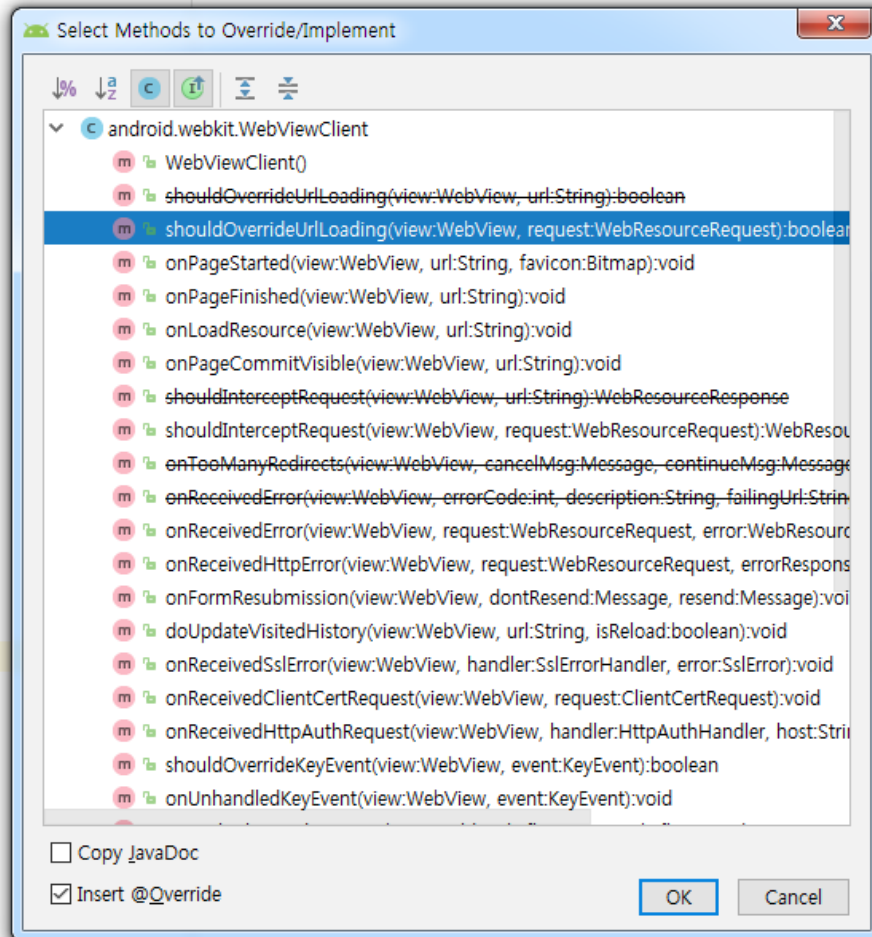 Select Methods to Override/Implement
android.webkit.WebViewClient
WebViewClient()
shouldOverrideUrlLoading(view:WebView, url:String):boolean
shouldOverrideUrlLoading(view:WebView, request:WebResourceRequest):boolean
onPageStarted(view:WebView, url:String, favicon:Bitmap):void
onPageFinished(view:WebView, url:String):void
onLoadResource(view:WebView, url:String):void
onPageCommitVisible(view:WebView, url:String):void
shouldInterceptRequest(view:WebView, url:String):WebResourceResponse
shouldInterceptRequest(view:WebView, request:WebResourceRequest):WebResou
onTooManyRedirects(view:WebView, cancelMsg:Message, continueMsg:Message
onReceivedError(view:WebView, errorCode:int, description:String, failingUrl:Strin
onReceivedError(view:WebView, request:WebResourceRequest, error:WebResourc
onReceivedHttpError(view:WebView, request:WebResourceRequest, errorRespons
onFormResubmission(view:WebView, dontResend:Message, resend:Message):voi
doUpdateVisitedHistory(view:WebView, url:String, isReload:boolean):void
onReceivedSslError(view:WebView, handler:SslErrorHandler, error:SslError):void
onReceivedClientCertRequest(view:WebView, request:ClientCertRequest):void
onReceivedHttpAuthRequest(view:WebView, handler:HttpAuthHandler, host:Stri
shouldOverrideKeyEvent(view:WebView, event:KeyEvent):boolean
onUnhandledKeyEvent(view:WebView, event:KeyEvent):void
Copy JavaDoc
Insert @Override
OK
Cancel